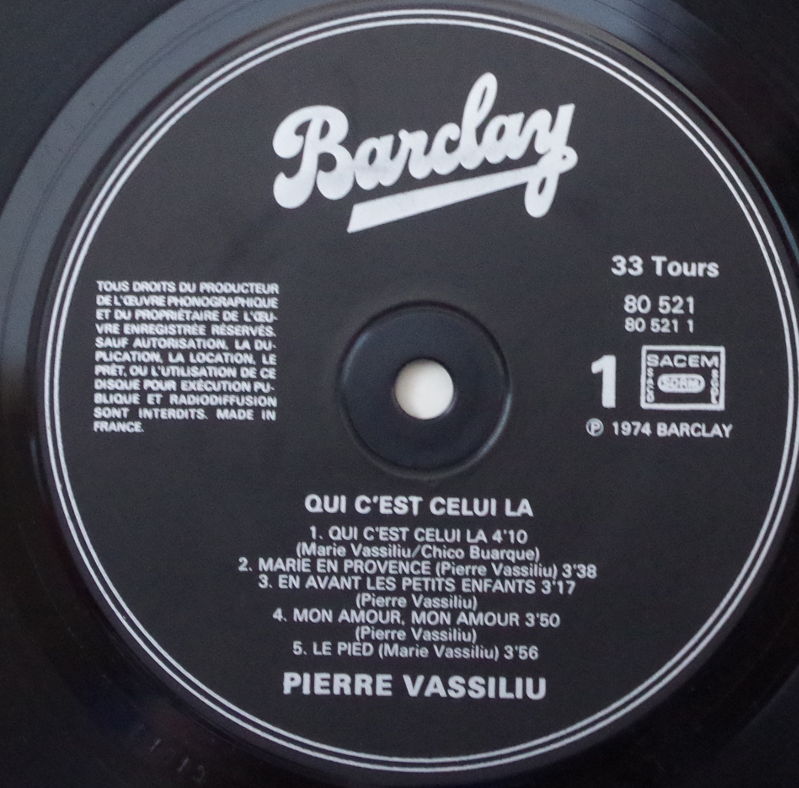 Barclay
33 Tours
80 521
80 521 1
1
SACEM
SACD
SDRM
SGDL
℗ 1974 BARCLAY
TOUS DROITS DU PRODUCTEUR
DE L'ŒUVRE PHONOGRAPHIQUE
ET DU PROPRIÉTAIRE DE L'ŒU-
VRE ENREGISTRÉE RÉSERVÉS.
SAUF AUTORISATION, LA DU-
PLICATION, LA LOCATION, LE
PRÊT, OU L'UTILISATION DE CE
DISQUE POUR EXÉCUTION PU-
BLIQUE ET RADIODIFFUSION
SONT INTERDITS. MADE IN
FRANCE.
QUI C'EST CELUI LA
1. QUI C'EST CELUI LA 4'10
(Marie Vassiliu/Chico Buarque)
2. MARIE EN PROVENCE (Pierre Vassiliu) 3'38
3. EN AVANT LES PETITS ENFANTS 3'17
(Pierre Vassiliu)
4. MON AMOUR, MON AMOUR 3'50
(Pierre Vassiliu)
5. LE PIED (Marie Vassiliu) 3'56
PIERRE VASSILIU